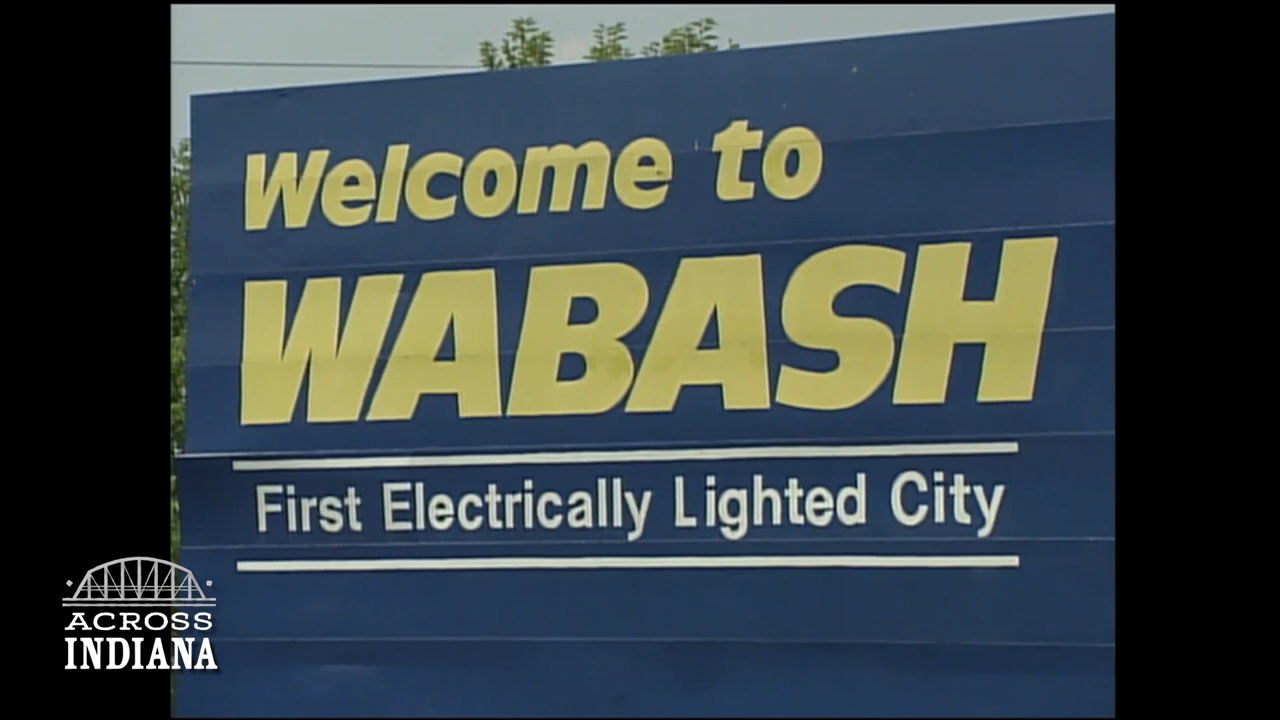 Welcome to
WABASH
First Electrically Lighted City
ACROSS
INDIANA